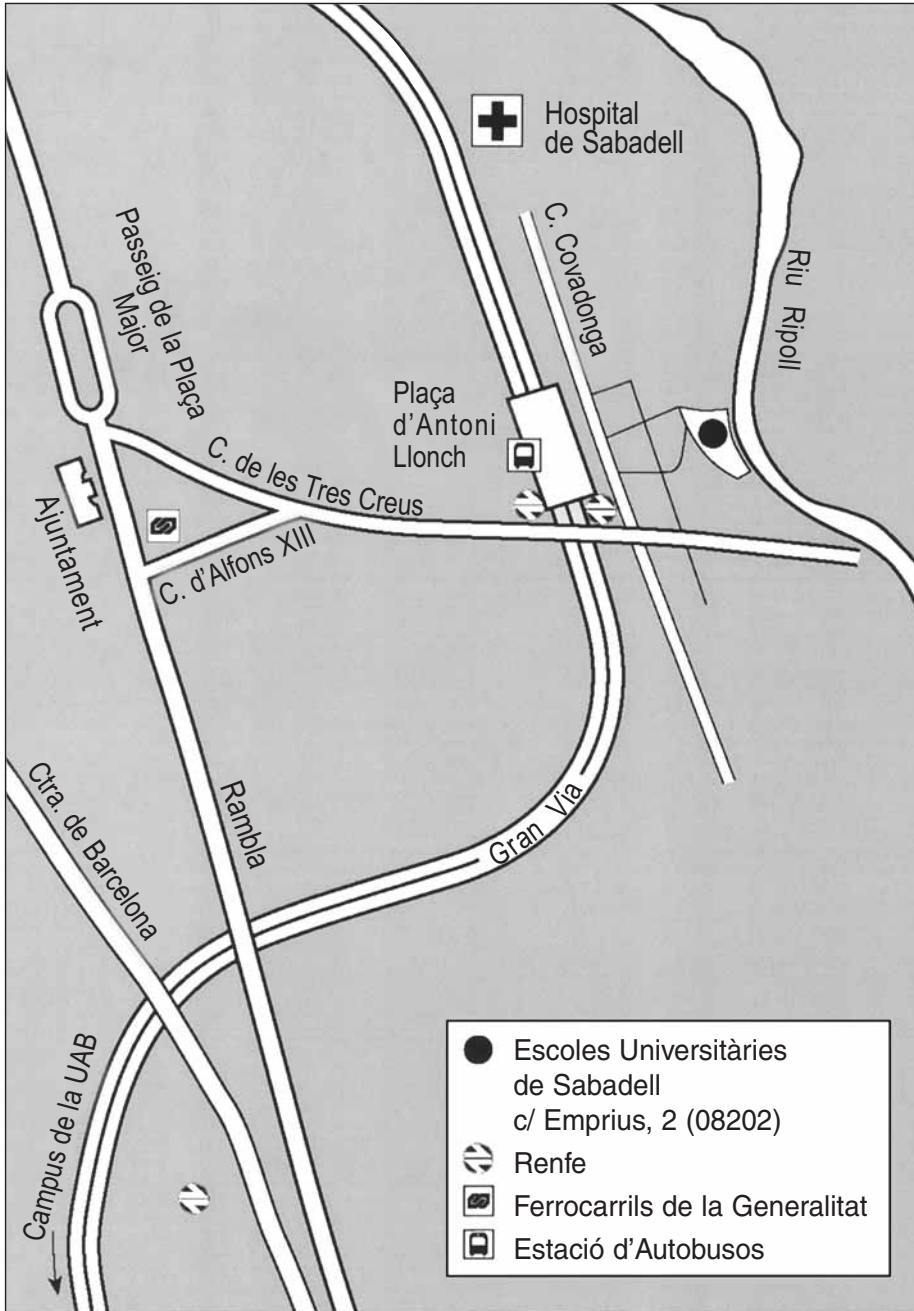 Hospital
de Sabadell
C. Covadonga
Riu Ripoll
Passeig de la Plaça
Major
Plaça
d'Antoni
Llonch
C. de les Tres Creus
Ajuntament
C. d'Alfons XIII
Ctra. de Barcelona
Rambla
Gran Via
Campus de la UAB
Escoles Universitàries
de Sabadell
c/ Emprius, 2 (08202)
Renfe
Ferrocarrils de la Generalitat
Estació d'Autobusos